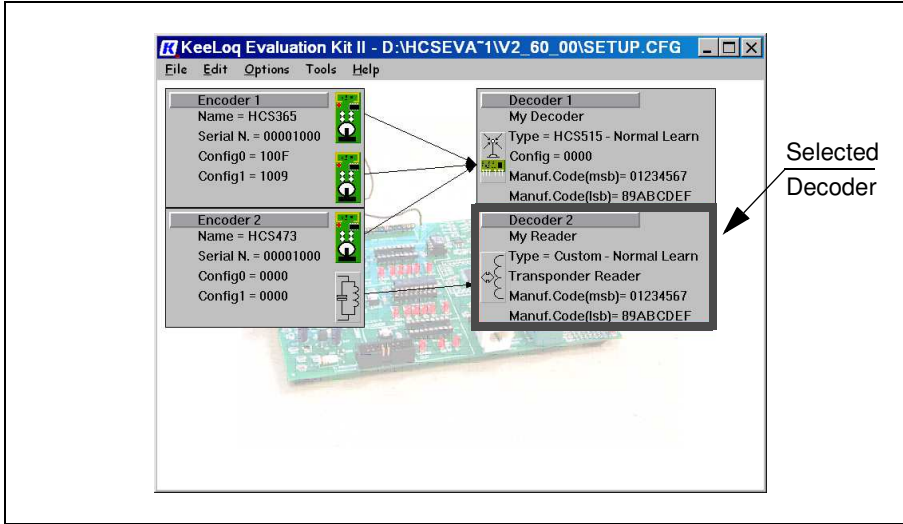 KeeLoq Evaluation Kit II - D:\HCSEVA~1\V2_60_00\SETUP.CFG
File Edit Options Tools Help
Encoder 1
Name = HCS365
Serial N. = 00001000
Config0 = 100F
Config1 = 1009
Encoder 2
Name = HCS473
Serial N. = 00001000
Config0 = 0000
Config1 = 0000
Decoder 1
My Decoder
Type = HCS515 - Normal Learn
Config = 0000
Manuf.Code(msb)= 01234567
Manuf.Code(lsb)= 89ABCDEF
Decoder 2
My Reader
Type = Custom - Normal Learn
Transponder Reader
Manuf.Code(msb)= 01234567
Manuf.Code(lsb)= 89ABCDEF
Selected
Decoder